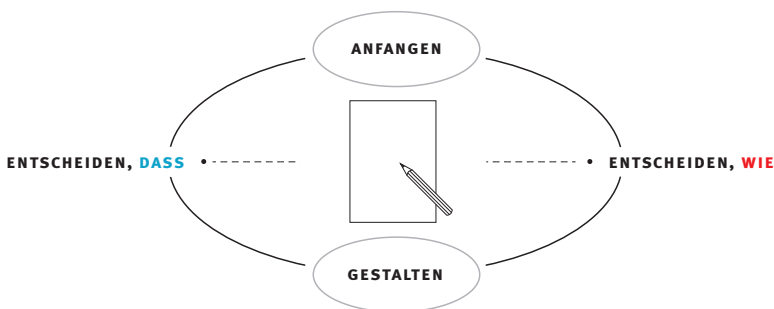 ANFANGEN
ENTSCHEIDEN, DASS
ENTSCHEIDEN, WIE
GESTALTEN